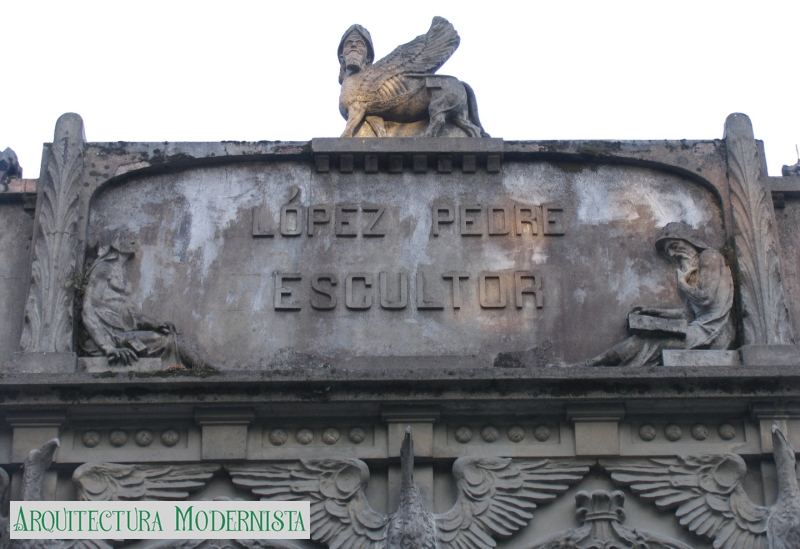 LÓPEZ PEDRE
ESCULTOR
ARQUITECTURA MODERNISTA